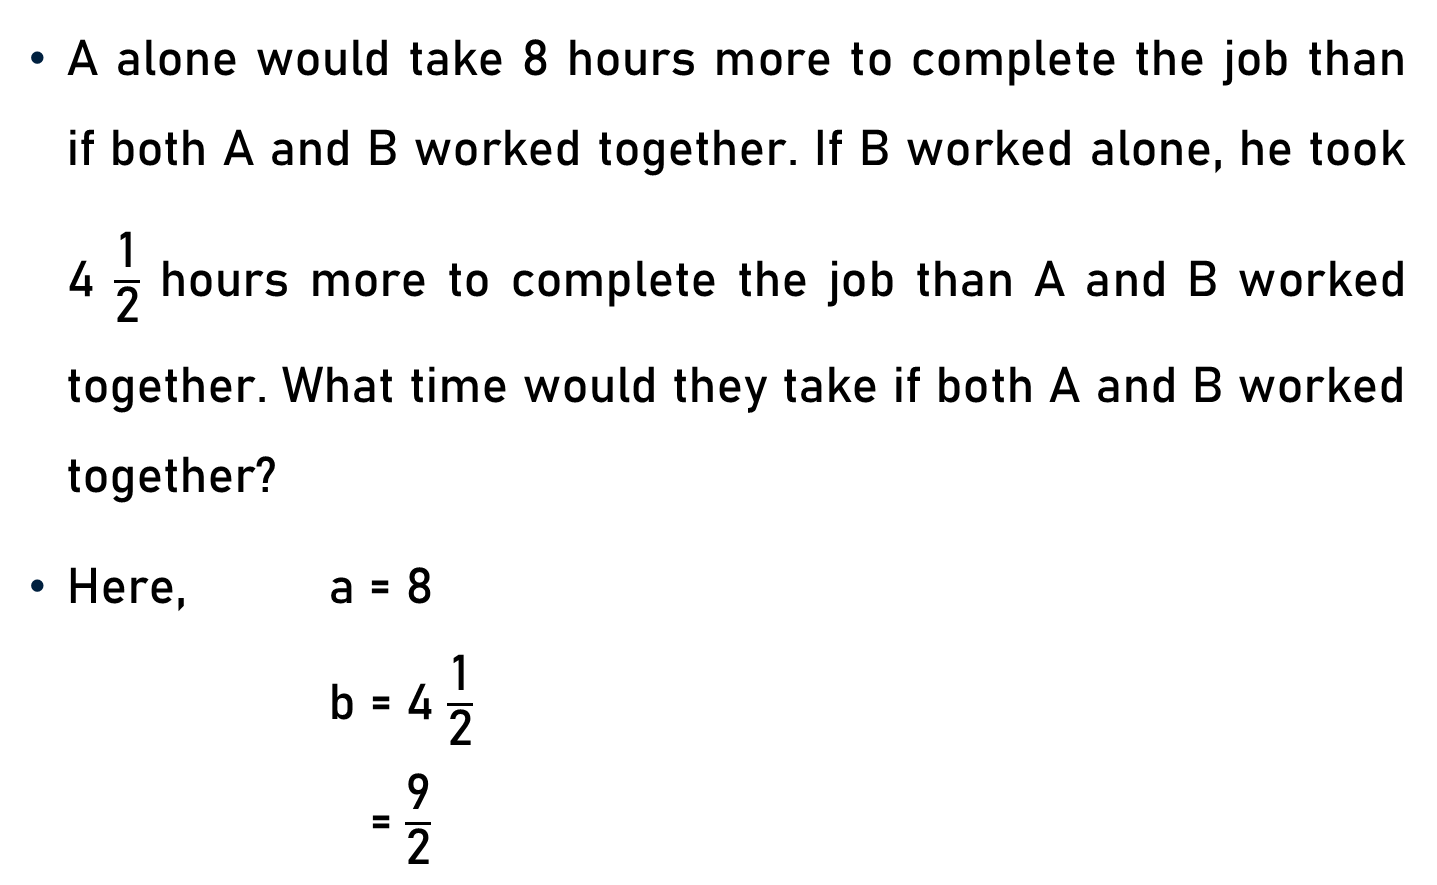 • A alone would take 8 hours more to complete the job than
if both A and B worked together. If B worked alone, he took
4 1/2 hours more to complete the job than A and B worked
together. What time would they take if both A and B worked
together?
• Here, a = 8
b = 4 1/2
= 9/2